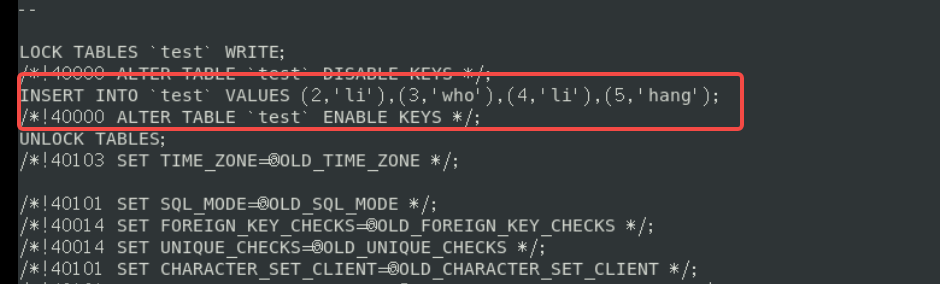 --
LOCK TABLES `test` WRITE;
/*!40000 ALTER TABLE `test` DISABLE KEYS */;
INSERT INTO `test` VALUES (2,'li'),(3,'who'),(4,'li'),(5,'hang');
/*!40000 ALTER TABLE `test` ENABLE KEYS */;
UNLOCK TABLES;
/*!40103 SET TIME_ZONE=@OLD_TIME_ZONE */;
/*!40101 SET SQL_MODE=@OLD_SQL_MODE */;
/*!40014 SET FOREIGN_KEY_CHECKS=@OLD_FOREIGN_KEY_CHECKS */;
/*!40014 SET UNIQUE_CHECKS=@OLD_UNIQUE_CHECKS */;
/*!40101 SET CHARACTER_SET_CLIENT=@OLD_CHARACTER_SET_CLIENT */;